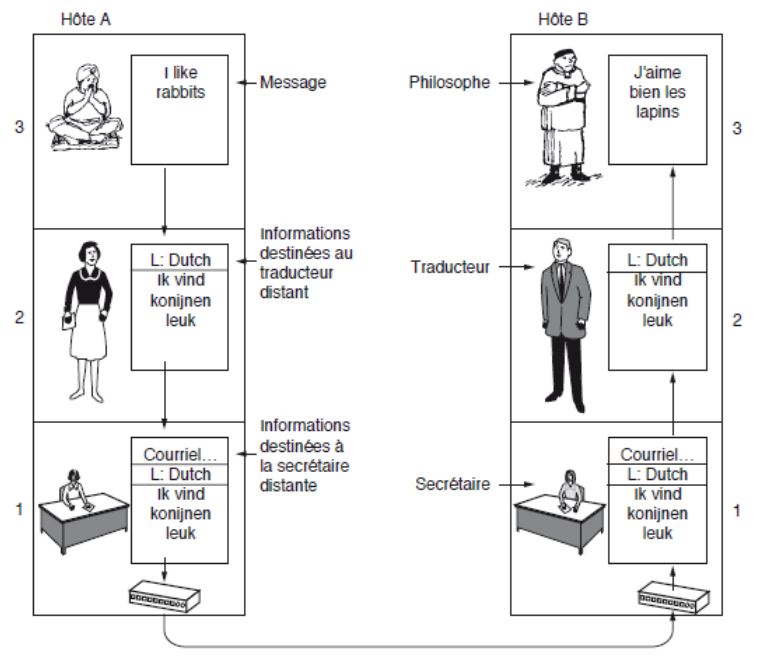 Hôte A
Hôte B
3
I like
rabbits
Message
Philosophe
J'aime
bien les
lapins
3
2
L: Dutch
Ik vind
konijnen
leuk
Informations
destinées au
traducteur
distant
Traducteur
L: Dutch
Ik vind
konijnen
leuk
2
1
Courriel...
L: Dutch
Ik vind
konijnen
leuk
Informations
destinées à
la secrétaire
distante
Secrétaire
Courriel...
L: Dutch
Ik vind
konijnen
leuk
1